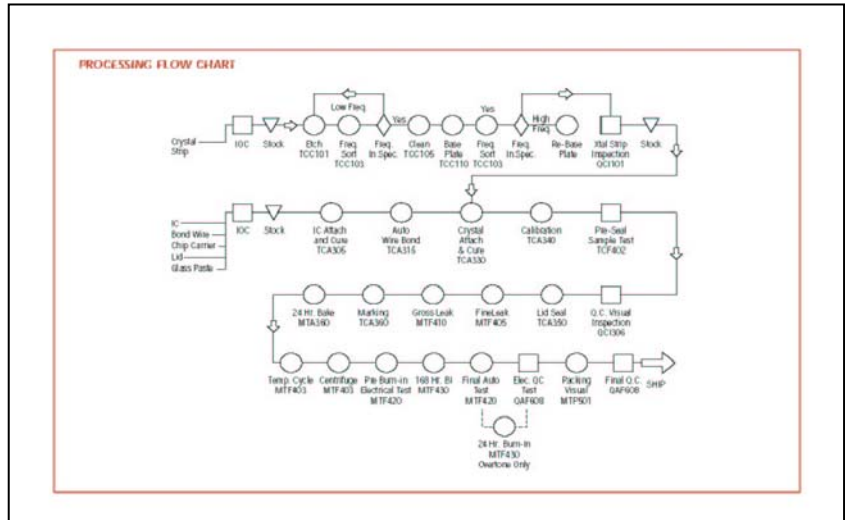 PROCESSING FLOW CHART
Low Freq.
Yes
Yes
High
Freq.
Crystal
Strip
IOC
Stock
Etch
TCC101
Freq.
Sort
TCC103
Freq.
In.Spec.
Clean
TCC105
Base
Plate
TCC110
Freq.
Sort
TCC103
Freq.
In.Spec.
Re-Base
Plate
Xtal Strip
Inspection
QCI101
Stock
IC
Bond Wire
Chip Carrier
Lid
Glass Paste
IOC
Stock
IC Attach
and Cure
TCA305
Auto
Wire Bond
TCA315
Crystal
Attach
& Cure
TCA330
Calibration
TCA340
Pre-Seal
Sample Test
TCF402
24 Hr. Bake
MTA360
Marking
TCA360
Gross Leak
MTF410
FineLeak
MTF405
Lid Seal
TCA350
Q.C. Visual
Inspection
QCI306
Temp. Cycle
MTF403
Centrifuge
MTF403
Pre Burn-in
Electrical Test
MTF420
168 Hr. BI
MTF430
Final Auto
Test
MTF420
Elec. QC
Test
QAF608
Packing
Visual
MTP501
Final Q.C.
QAF608
SHIP
24 Hr. Burn-In
MTF430
Overtone Only